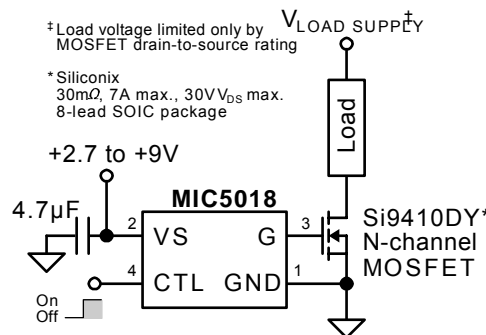 ‡ Load voltage limited only by
MOSFET drain-to-source rating
VLOAD SUPPLY‡
* Siliconix
30mΩ, 7A max., 30V VDS max.
8-lead SOIC package
Load
+2.7 to +9V
4.7µF
MIC5018
2
VS
G
3
4
CTL
GND
1
Si9410DY*
N-channel
MOSFET
On
Off